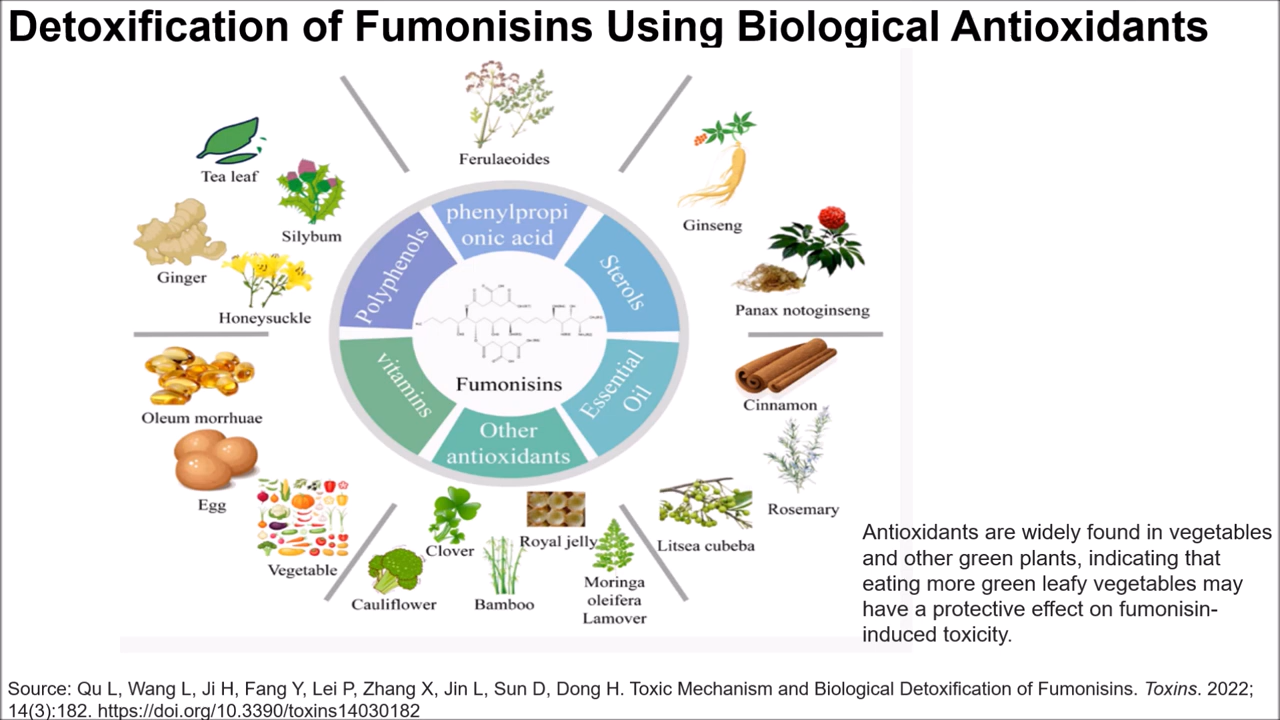 Detoxification of Fumonisins Using Biological Antioxidants
Ferulaeoides
Tea leaf
Silybum
Ginger
Honeysuckle
Ginseng
Panax notoginseng
phenylpropi
onic acid
Polyphenols
Sterols
vitamins
Essential
Oil
Other
antioxidants
Fumonisins
Oleum morrhuae
Egg
Vegetable
Cinnamon
Rosemary
Litsea cubeba
Clover
Royal jelly
Cauliflower
Bamboo
Moringa
oleifera
Lamover
Antioxidants are widely found in vegetables
and other green plants, indicating that
eating more green leafy vegetables may
have a protective effect on fumonisin-
induced toxicity.
Source: Qu L, Wang L, Ji H, Fang Y, Lei P, Zhang X, Jin L, Sun D, Dong H. Toxic Mechanism and Biological Detoxification of Fumonisins. Toxins. 2022;
14(3):182. https://doi.org/10.3390/toxins14030182